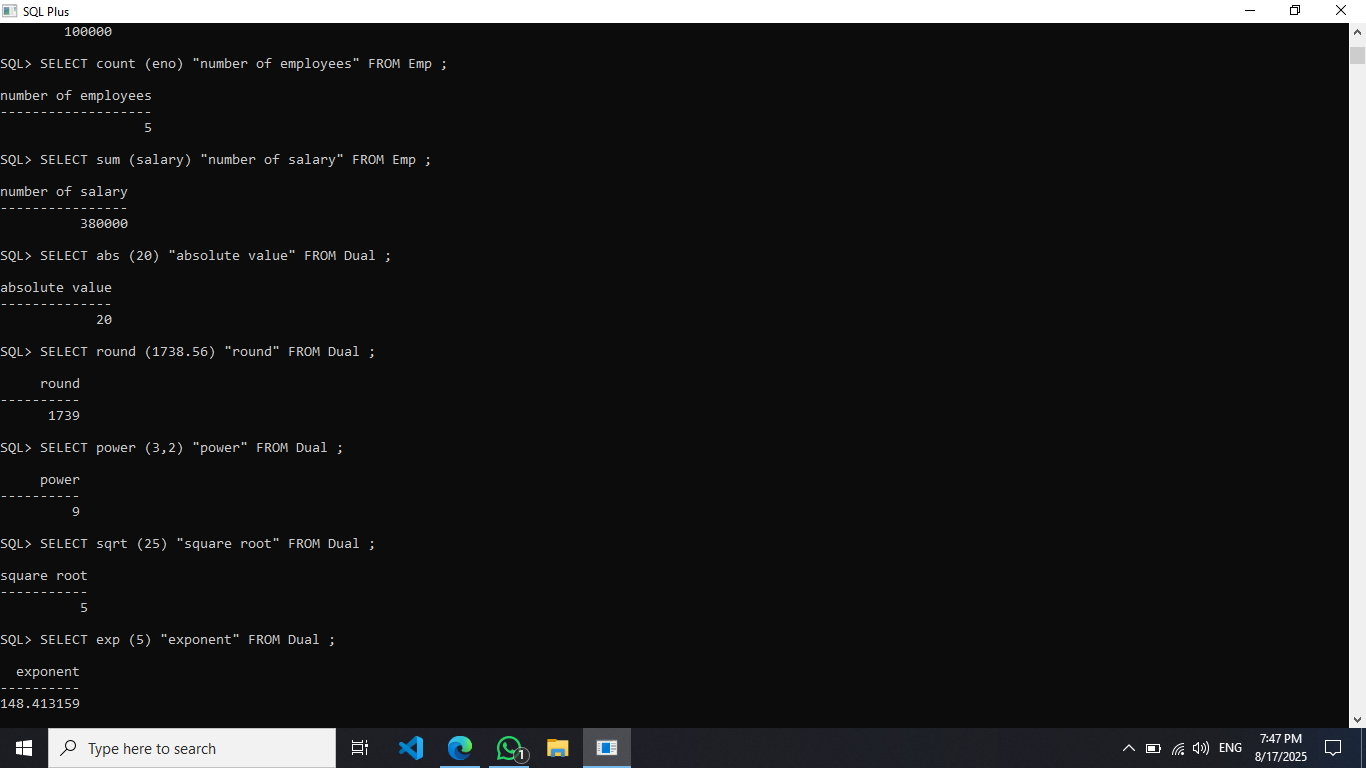 SQL Plus
100000
SQL> SELECT count (eno) "number of employees" FROM Emp ;
number of employees
-------------------
5
SQL> SELECT sum (salary) "number of salary" FROM Emp ;
number of salary
----------------
380000
SQL> SELECT abs (20) "absolute value" FROM Dual ;
absolute value
--------------
20
SQL> SELECT round (1738.56) "round" FROM Dual ;
round
----------
1739
SQL> SELECT power (3,2) "power" FROM Dual ;
power
----------
9
SQL> SELECT sqrt (25) "square root" FROM Dual ;
square root
-----------
5
SQL> SELECT exp (5) "exponent" FROM Dual ;
exponent
----------
148.413159
Type here to search
1
ENG
7:47 PM
8/17/2025